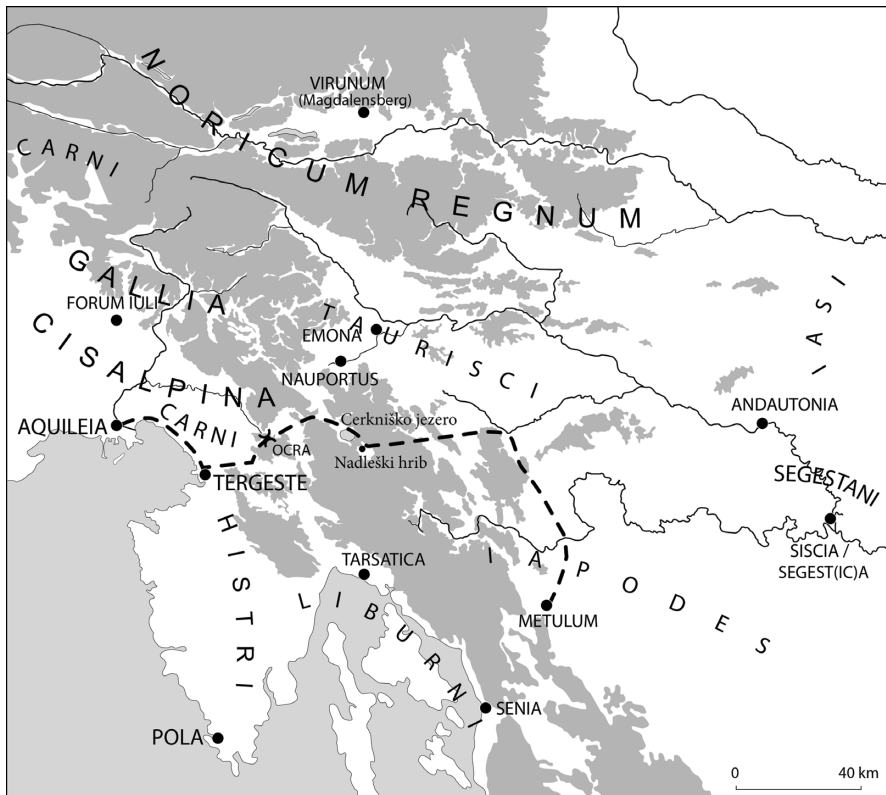 NORICUM REGNUM
VIRUNUM
(Magdalensberg)
CARNI
GALLIA
CISALPINA
FORUM IULI
TAURISCI
IASI
EMONA
NAUPORTUS
ANDAUTONIA
AQUILEIA
CARNI
Cerkniško jezero
OCRA
Nadleški hrib
TERGESTE
SEGESTANI
HISTRI
SISCIA /
SEGEST(IC)A
TARSATICA
IAPODES
LIBURNI
METULUM
SENIA
POLA
0 40 km